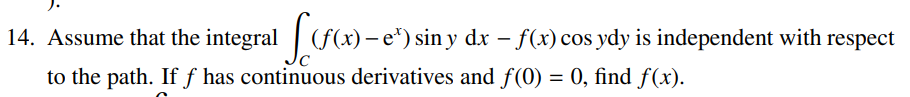 ).
14. Assume that the integral ∫_C (f(x) − e^x) sin y dx − f(x) cos ydy is independent with respect
to the path. If f has continuous derivatives and f(0) = 0, find f(x).